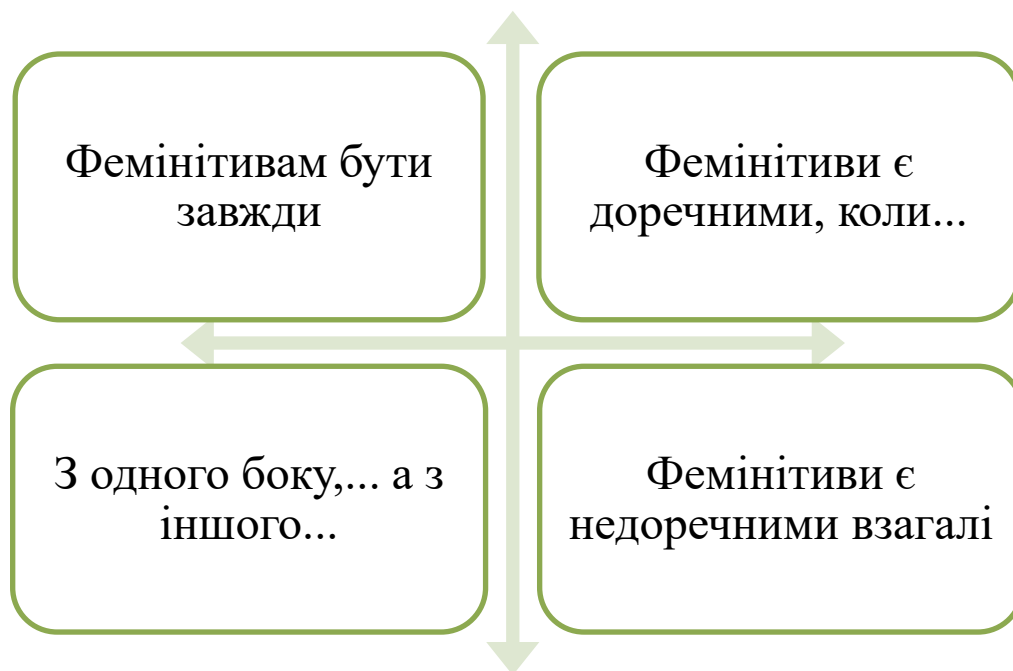 Фемінітивам бути
завжди
Фемінітиви є
доречними, коли...
З одного боку,... а з
іншого...
Фемінітиви є
недоречними взагалі